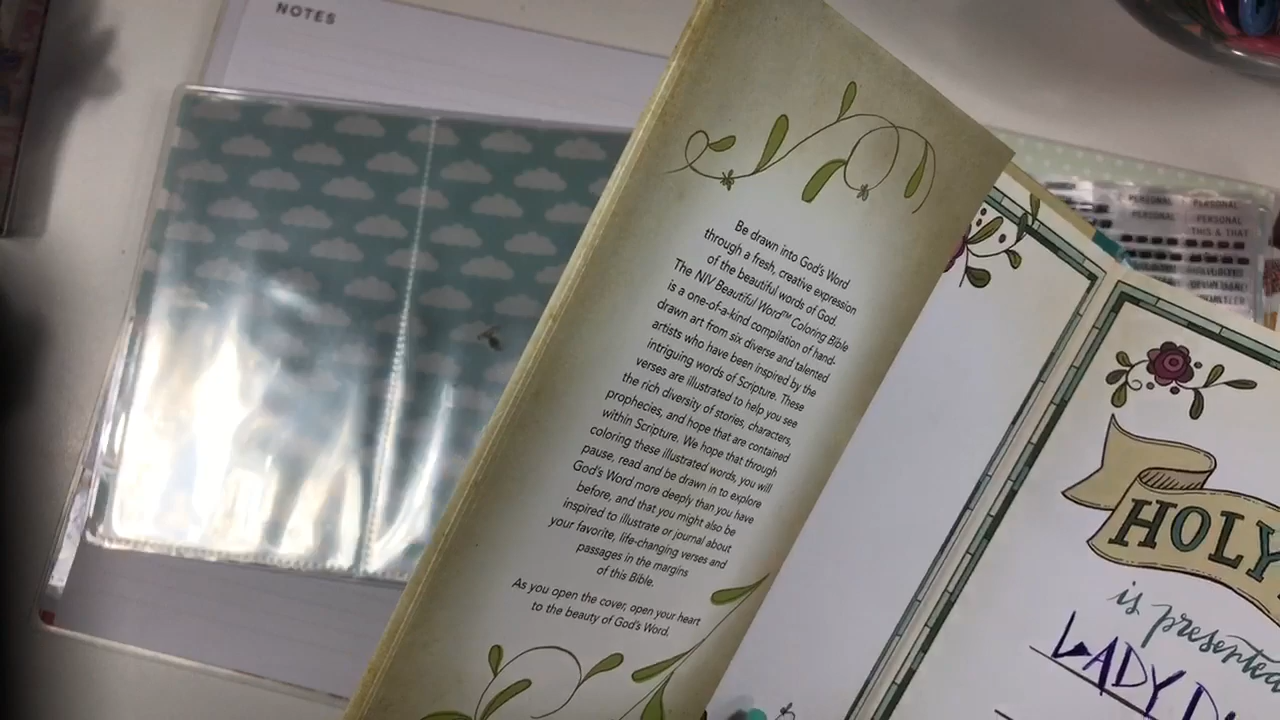 NOTES
Be drawn into God's Word
through a fresh, creative expression
of the beautiful words of God.
The NIV Beautiful Word™ Coloring Bible
is a one-of-a-kind compilation of hand-
drawn art from six diverse and talented
artists who have been inspired by the
intriguing words of Scripture. These
verses are illustrated to help you see
the rich diversity of stories, characters,
prophecies, and hope that are contained
within Scripture. We hope that through
coloring these illustrated words, you will
pause, read and be drawn in to explore
God's Word more deeply than you have
before, and that you might also be
inspired to illustrate or journal about
your favorite, life-changing verses and
passages in the margins
of this Bible.
As you open the cover, open your heart
to the beauty of God's Word.
PERSONAL PERSONAL
PERSONAL PERSONAL
THIS & THAT
HOLY
is presented
LADY